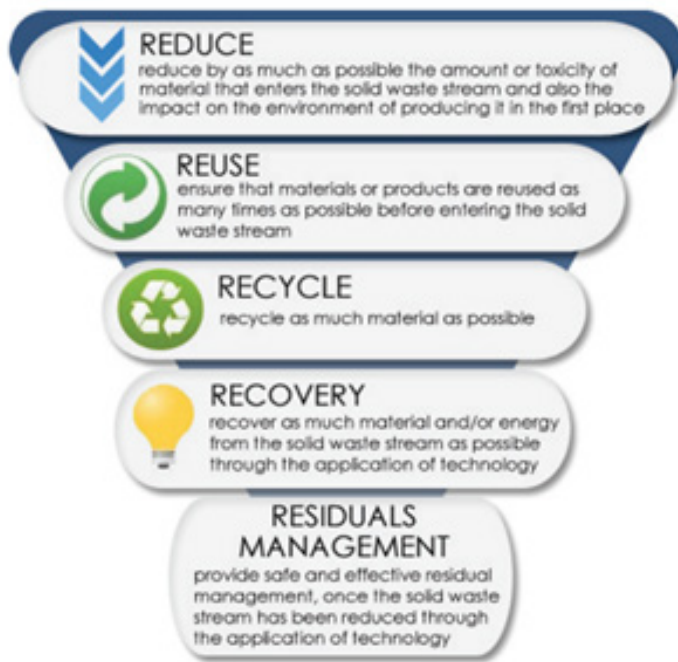 REDUCE
reduce by as much as possible the amount or toxicity of
material that enters the solid waste stream and also the
impact on the environment of producing it in the first place
REUSE
ensure that materials or products are reused as
many times as possible before entering the solid
waste stream
RECYCLE
recycle as much material as possible
RECOVERY
recover as much material and/or energy
from the solid waste stream as possible
through the application of technology
RESIDUALS
MANAGEMENT
provide safe and effective residual
management, once the solid waste
stream has been reduced through
the application of technology